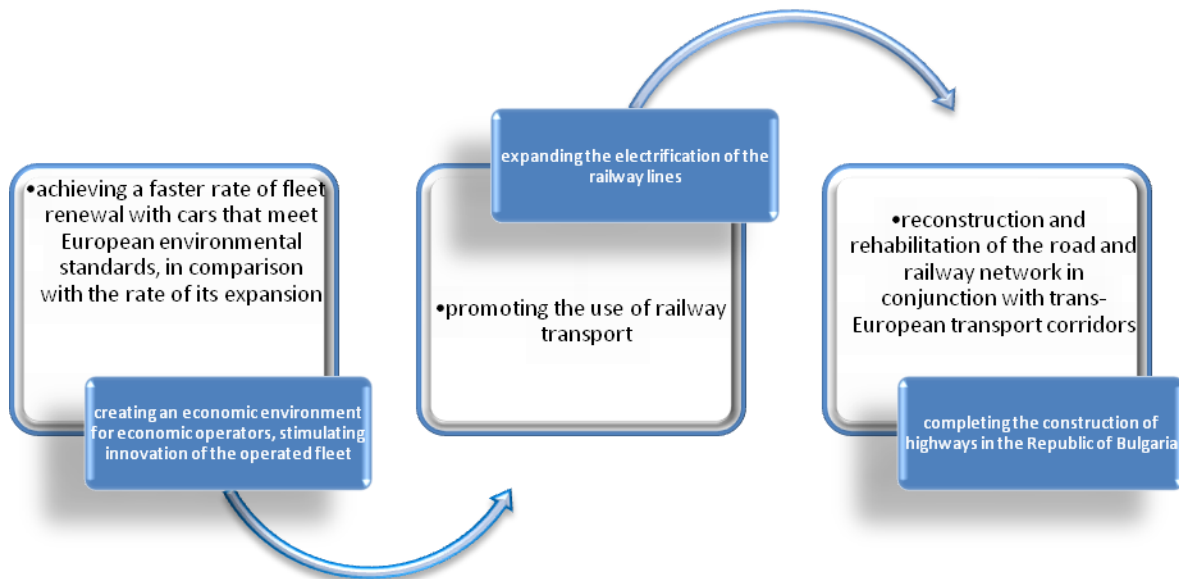 •achieving a faster rate of fleet
renewal with cars that meet
European environmental
standards, in comparison
with the rate of its expansion
creating an economic environment
for economic operators, stimulating
innovation of the operated fleet
expanding the electrification of the
railway lines
•promoting the use of railway
transport
•reconstruction and
rehabilitation of the road and
railway network in
conjunction with trans-
European transport corridors
completing the construction of
highways in the Republic of Bulgaria